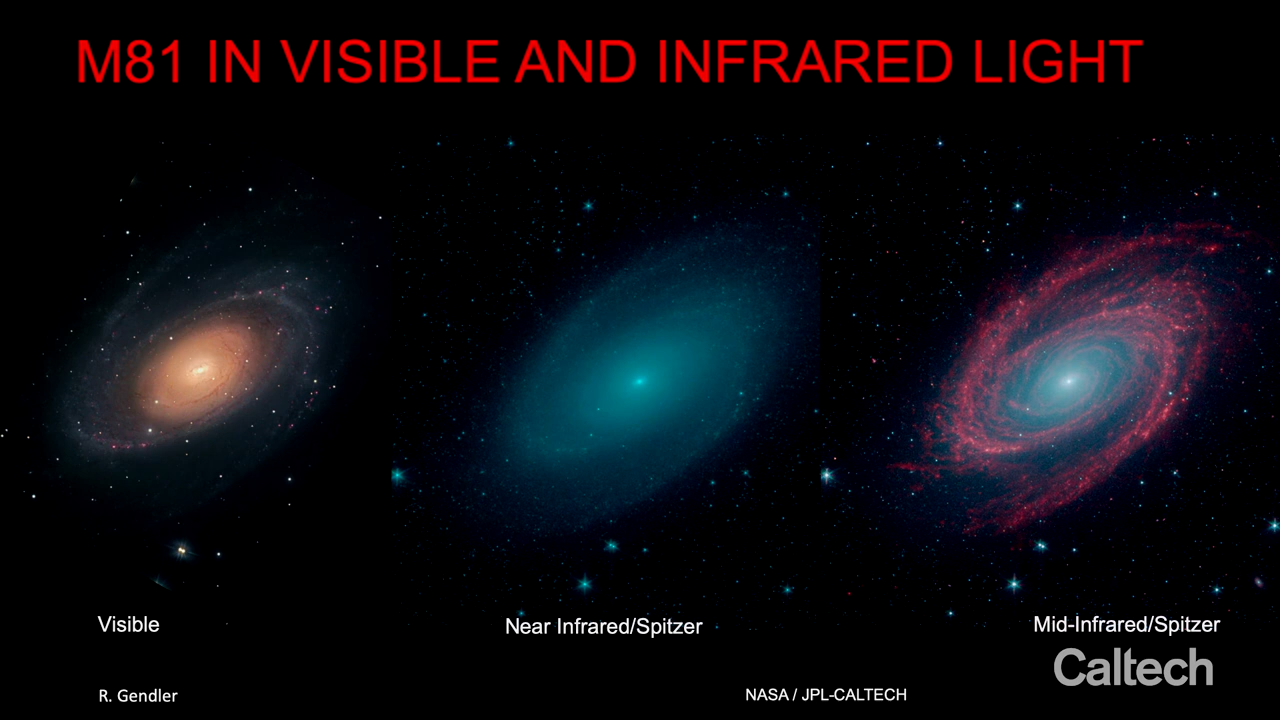 M81 IN VISIBLE AND INFRARED LIGHT
Visible
Near Infrared/Spitzer
Mid-Infrared/Spitzer
Caltech
R. Gendler
NASA / JPL-CALTECH